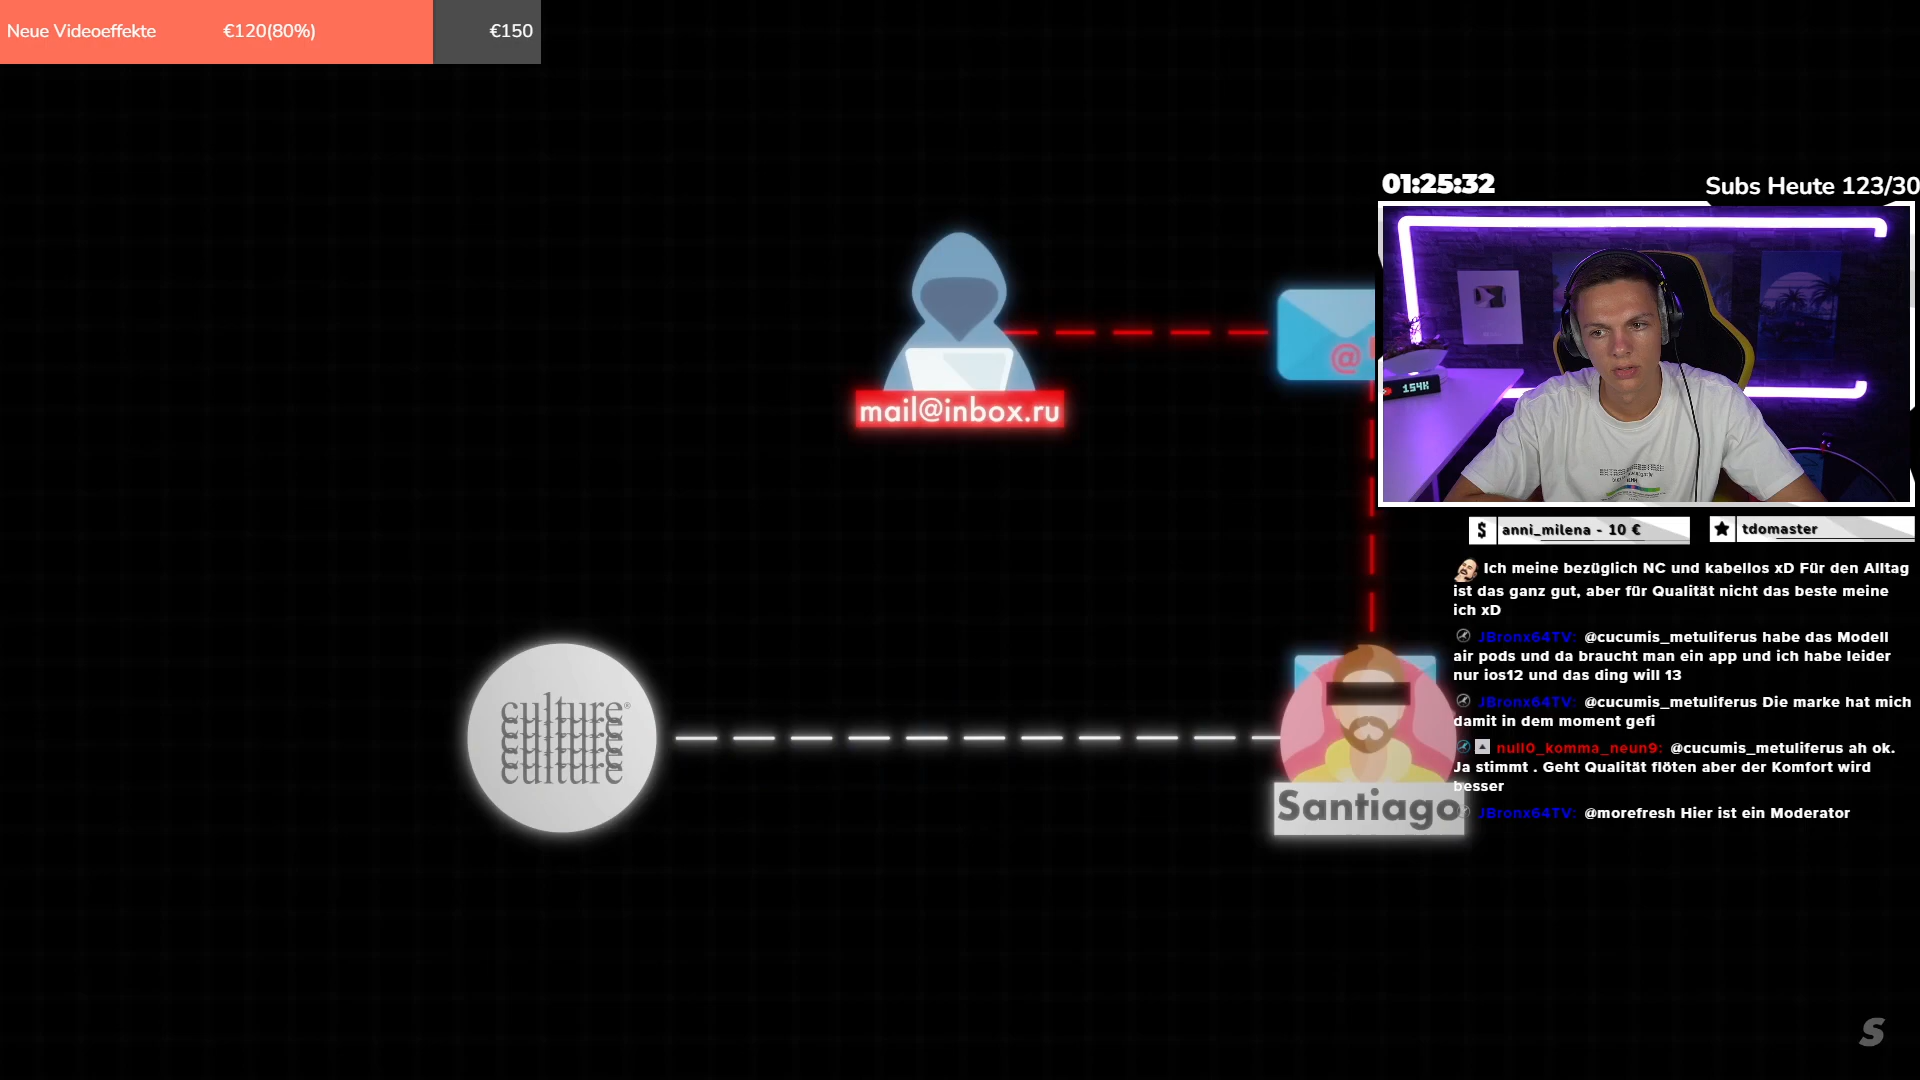 Neue Videoeffekte €120(80%) €150
01:25:32 Subs Heute 123/30
154K
mail@inbox.ru
@
anni_milena - 10 € tdomaster
Ich meine bezüglich NC und kabellos xD Für den Alltag
ist das ganz gut, aber für Qualität nicht das beste meine
ich xD
JBronx64TV: @cucumis_metuliferus habe das Modell
air pods und da braucht man ein app und ich habe leider
nur ios12 und das ding will 13
JBronx64TV: @cucumis_metuliferus Die marke hat mich
damit in dem moment gefi
null0_komma_neun9: @cucumis_metuliferus ah ok.
Ja stimmt . Geht Qualität flöten aber der Komfort wird
besser
JBronx64TV: @morefresh Hier ist ein Moderator
culture®
culture
culture
culture
culture
Santiago
S